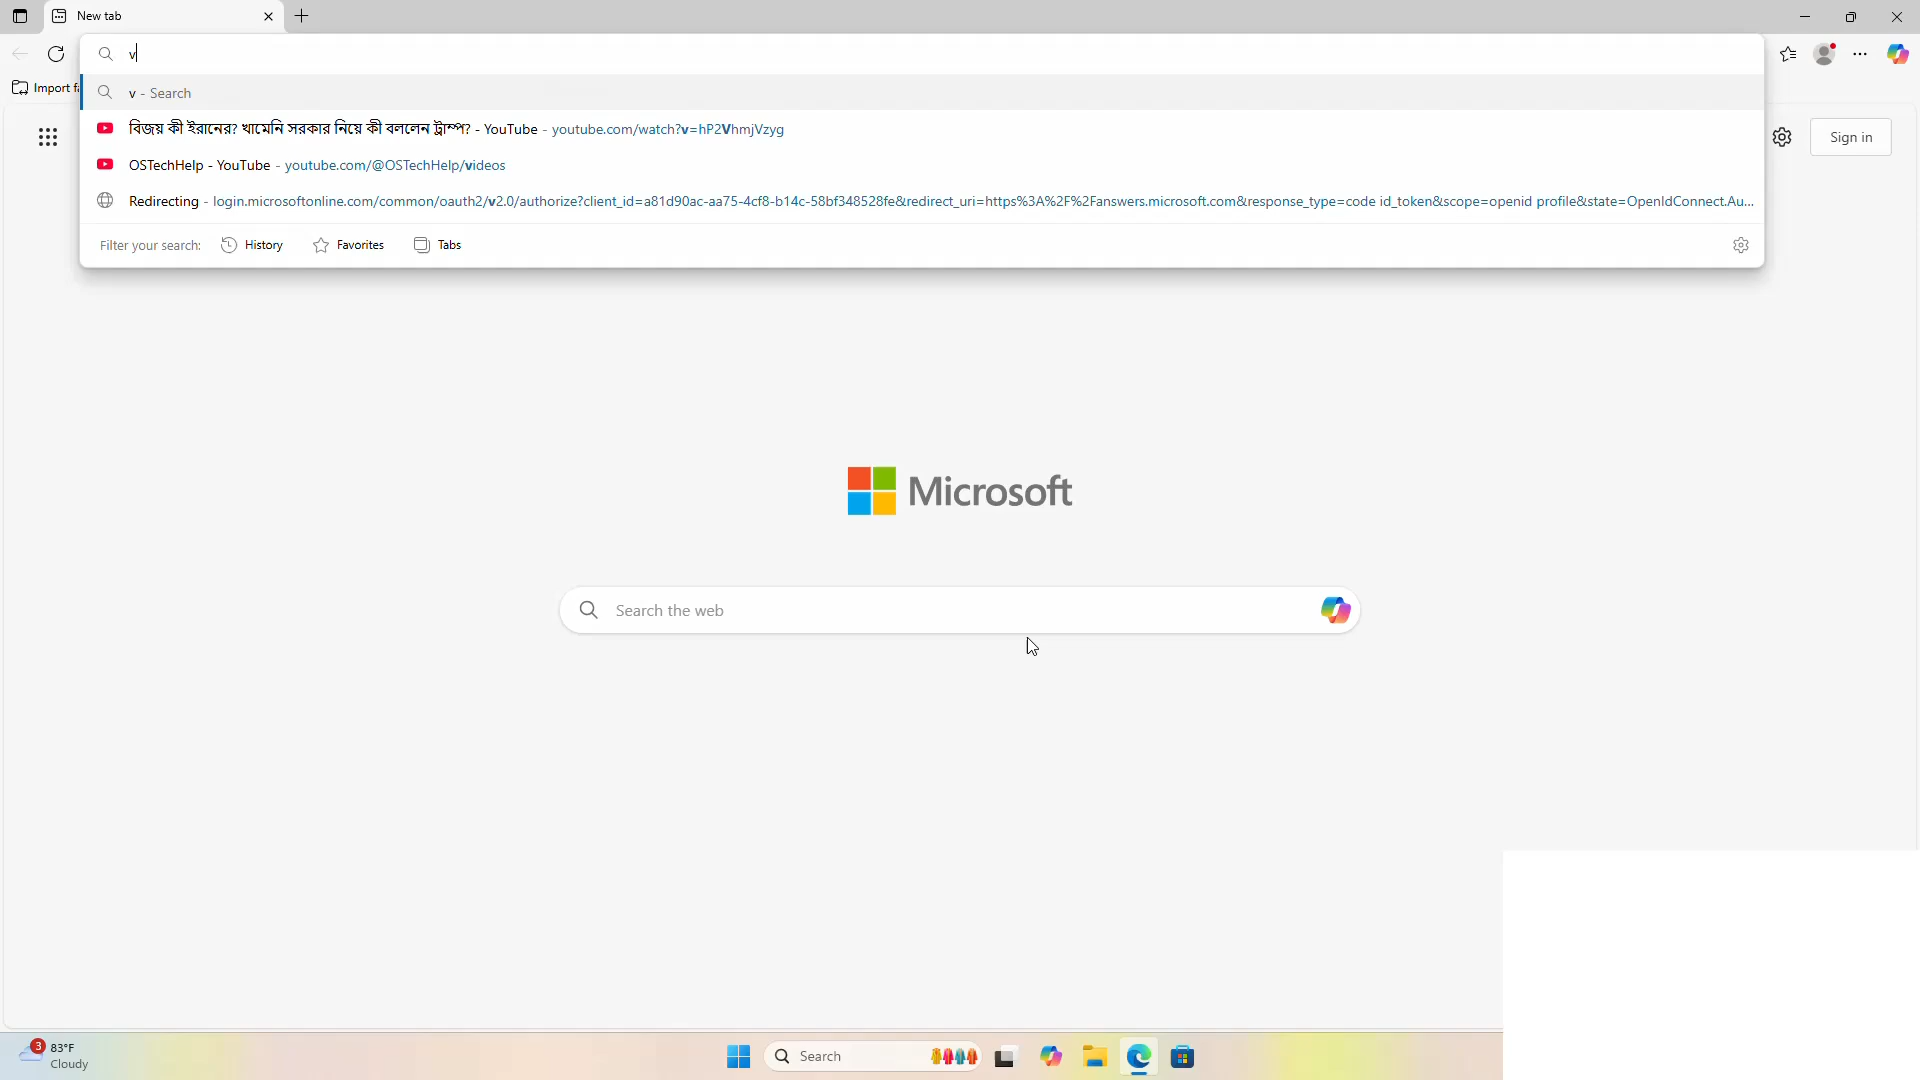 New tab
v
Import fa
v - Search
বিজয় কী ইরানের? খামেনি সরকার নিয়ে কী বললেন ট্রাম্প? - YouTube - youtube.com/watch?v=hP2VhmjVzyg
OSTechHelp - YouTube - youtube.com/@OSTechHelp/videos
Redirecting - login.microsoftonline.com/common/oauth2/v2.0/authorize?client_id=a81d90ac-aa75-4cf8-b14c-58bf348528fe&redirect_uri=https%3A%2F%2Fanswers.microsoft.com&response_type=code id_token&scope=openid profile&state=OpenIdConnect.Au...
Filter your search: History Favorites Tabs
Sign in
Microsoft
Search the web
3 83°F
Cloudy
Search